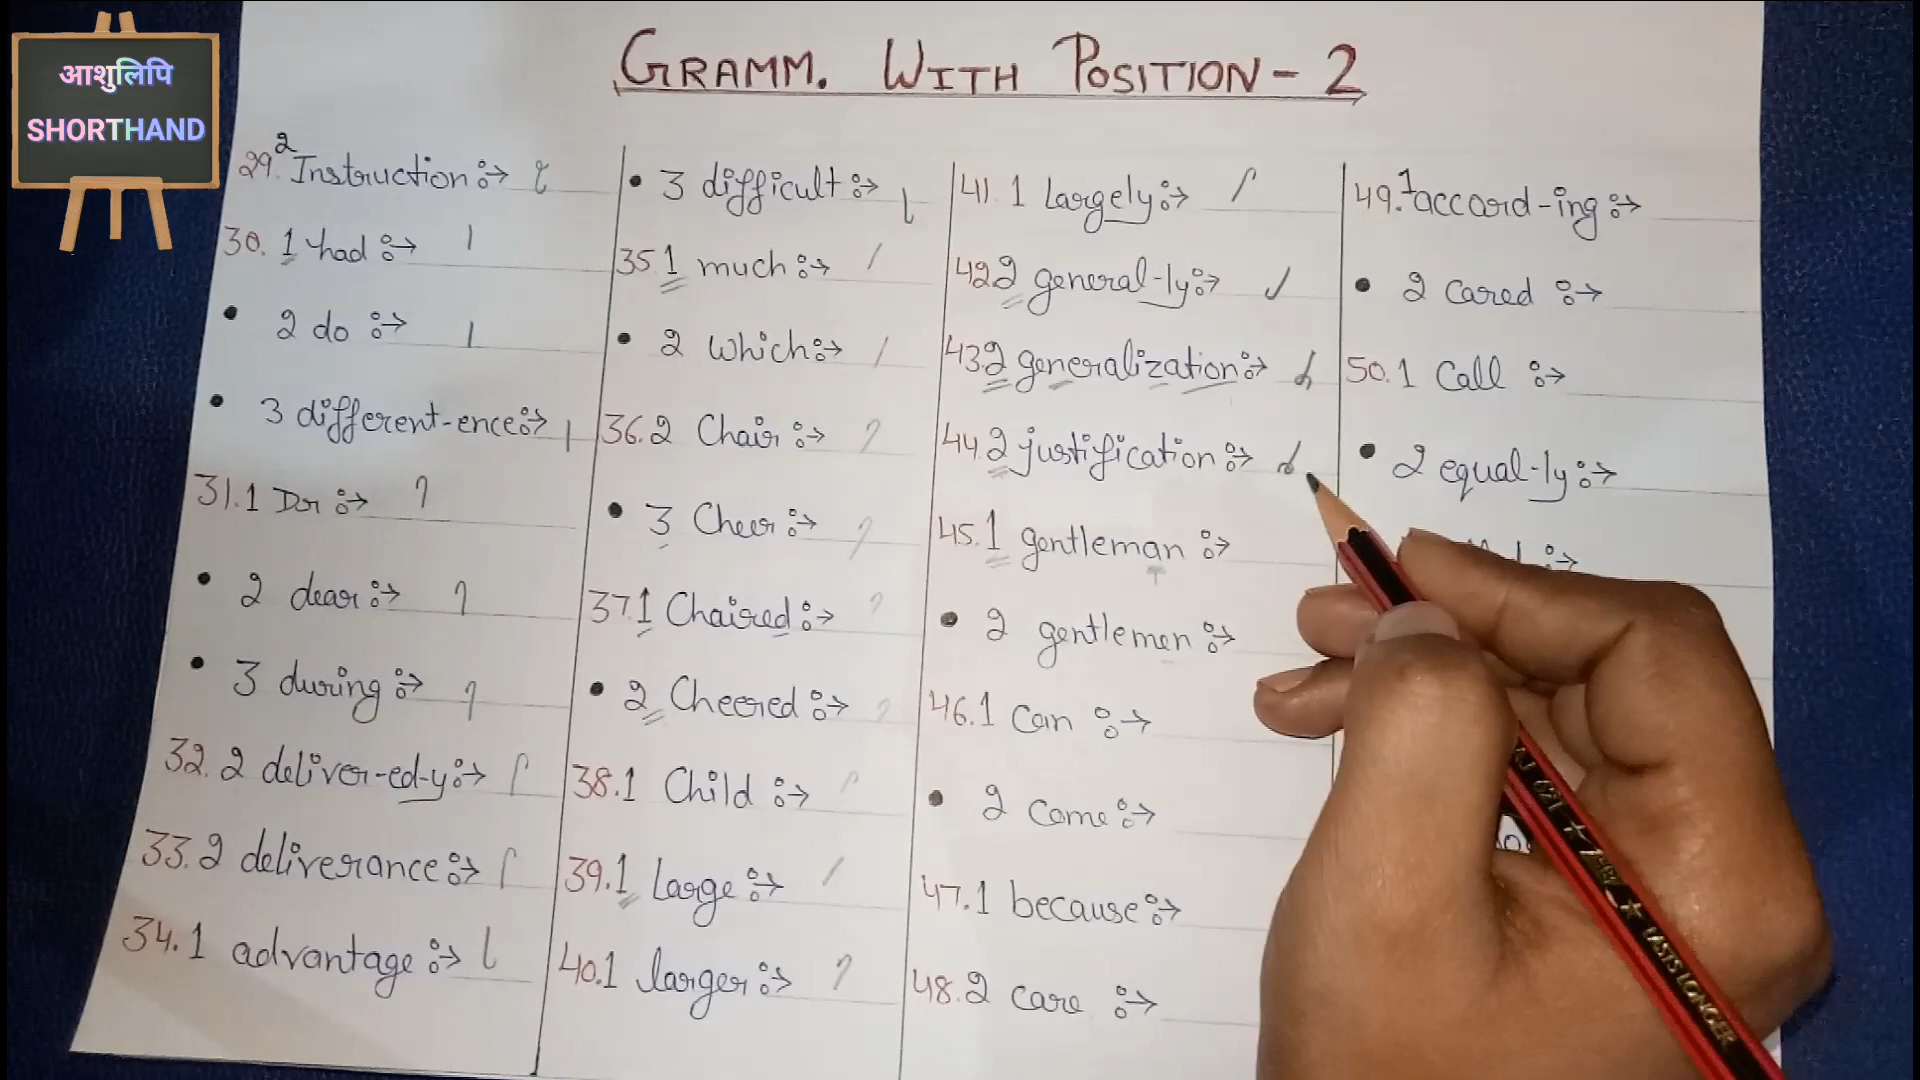 आशुलिपि
SHORTHAND
GRAMM. WITH POSITION - 2
29. 2 Instruction :→
30. 1 had :→
• 2 do :→
• 3 different-ence :→
31. 1 Dr :→
• 2 dear :→
• 3 during :→
32. 2 deliver-ed-y :→
33. 2 deliverance :→
34. 1 advantage :→
• 3 difficult :→
35 1 much :→
• 2 which :→
36. 2 Chair :→
• 3 Cheer :→
37. 1 Chaired :→
• 2 Cheered :→
38. 1 Child :→
39. 1 Large :→
40. 1 larger :→
41. 1 Largely :→
42 2 general-ly :→
43. 2 generalization :→
44. 2 justification :→
45. 1 gentleman :→
• 2 gentlemen :→
46. 1 Can :→
• 2 Come :→
47. 1 because :→
48. 2 care :→
49. 1 accord-ing :→
• 2 Cared :→
50. 1 Call :→
• 2 equal-ly :→